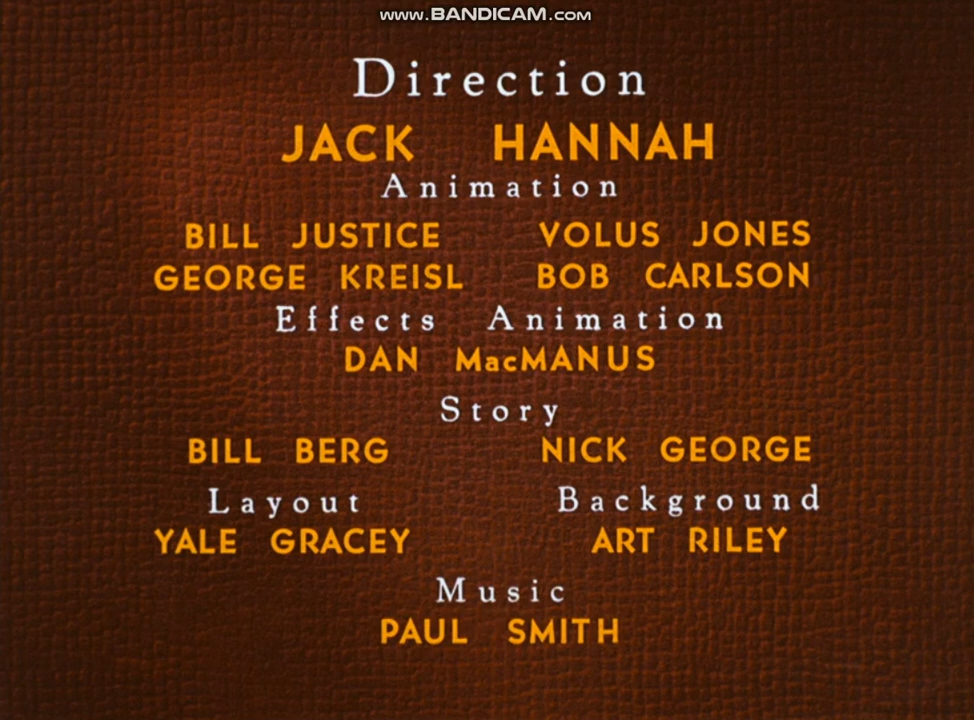 www.BANDICAM.com
Direction
JACK HANNAH
Animation
BILL JUSTICE VOLUS JONES
GEORGE KREISL BOB CARLSON
Effects Animation
DAN MacMANUS
Story
BILL BERG NICK GEORGE
Layout Background
YALE GRACEY ART RILEY
Music
PAUL SMITH